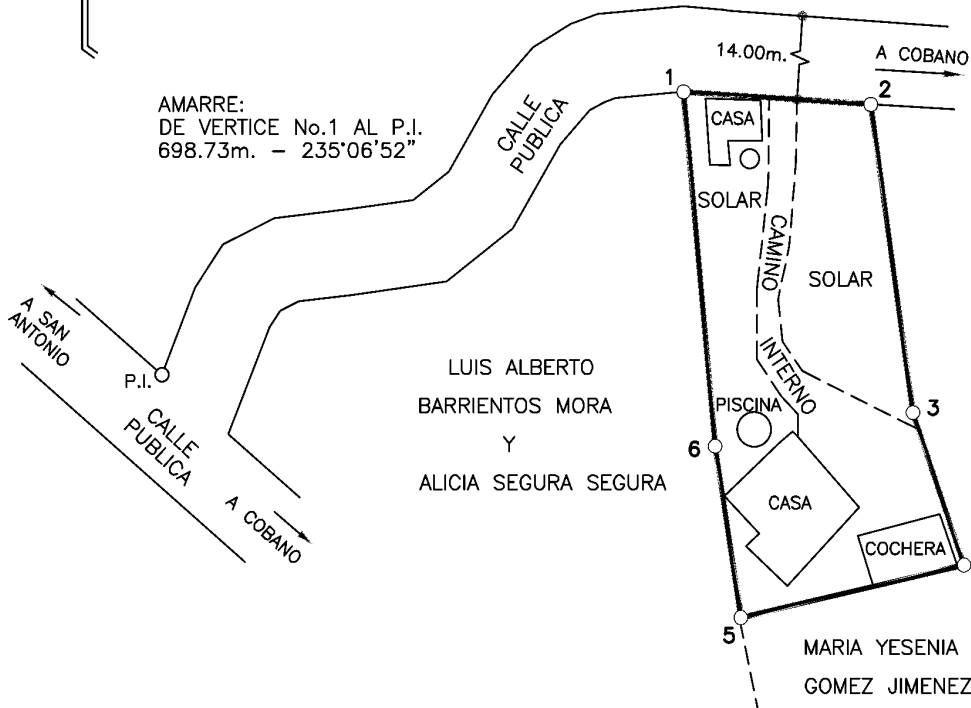 14.00m.
A COBANO
1
2
AMARRE:
DE VERTICE No.1 AL P.I.
698.73m. - 235°06'52"
CALLE
PUBLICA
CASA
SOLAR
CAMINO
SOLAR
A SAN
ANTONIO
P.I.
INTERNO
LUIS ALBERTO
BARRIENTOS MORA
Y
ALICIA SEGURA SEGURA
PISCINA
3
6
CALLE
PUBLICA
A COBANO
CASA
COCHERA
5
MARIA YESENIA
GOMEZ JIMENEZ